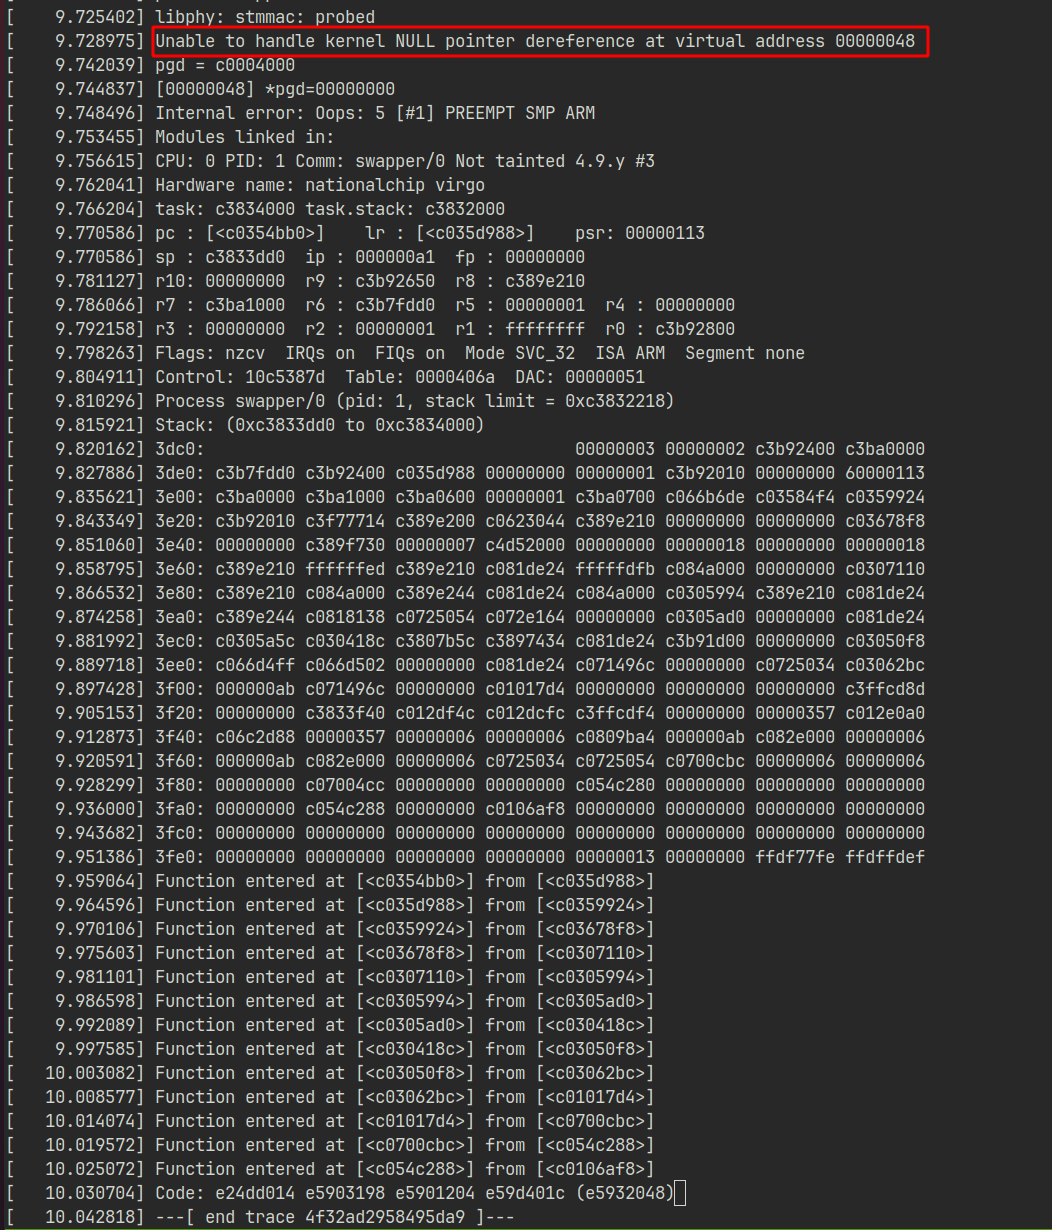 [    9.725402] libphy: stmmac: probed
[    9.728975] Unable to handle kernel NULL pointer dereference at virtual address 00000048
[    9.742039] pgd = c0004000
[    9.744837] [00000048] *pgd=00000000
[    9.748496] Internal error: Oops: 5 [#1] PREEMPT SMP ARM
[    9.753455] Modules linked in:
[    9.756615] CPU: 0 PID: 1 Comm: swapper/0 Not tainted 4.9.y #3
[    9.762041] Hardware name: nationalchip virgo
[    9.766204] task: c3834000 task.stack: c3832000
[    9.770586] pc : [<c0354bb0>]    lr : [<c035d988>]    psr: 00000113
[    9.770586] sp : c3833dd0  ip : 000000a1  fp : 00000000
[    9.781127] r10: 00000000  r9 : c3b92650  r8 : c389e210
[    9.786066] r7 : c3ba1000  r6 : c3b7fdd0  r5 : 00000001  r4 : 00000000
[    9.792158] r3 : 00000000  r2 : 00000001  r1 : ffffffff  r0 : c3b92800
[    9.798263] Flags: nzcv  IRQs on  FIQs on  Mode SVC_32  ISA ARM  Segment none
[    9.804911] Control: 10c5387d  Table: 0000406a  DAC: 00000051
[    9.810296] Process swapper/0 (pid: 1, stack limit = 0xc3832218)
[    9.815921] Stack: (0xc3833dd0 to 0xc3834000)
[    9.820162] 3dc0:                                     00000003 00000002 c3b92400 c3ba0000
[    9.827886] 3de0: c3b7fdd0 c3b92400 c035d988 00000000 00000001 c3b92010 00000000 60000113
[    9.835621] 3e00: c3ba0000 c3ba1000 c3ba0600 00000001 c3ba0700 c066b6de c03584f4 c0359924
[    9.843349] 3e20: c3b92010 c3f77714 c389e200 c0623044 c389e210 00000000 00000000 c03678f8
[    9.851060] 3e40: 00000000 c389f730 00000007 c4d52000 00000000 00000018 00000000 00000018
[    9.858795] 3e60: c389e210 ffffffed c389e210 c081de24 fffffdfb c084a000 00000000 c0307110
[    9.866532] 3e80: c389e210 c084a000 c389e244 c081de24 c084a000 c0305994 c389e210 c081de24
[    9.874258] 3ea0: c389e244 c0818138 c0725054 c072e164 00000000 c0305ad0 00000000 c081de24
[    9.881992] 3ec0: c0305a5c c030418c c3807b5c c3897434 c081de24 c3b91d00 00000000 c03050f8
[    9.889718] 3ee0: c066d4ff c066d502 00000000 c081de24 c071496c 00000000 c0725034 c03062bc
[    9.897428] 3f00: 000000ab c071496c 00000000 c01017d4 00000000 00000000 00000000 c3ffcd8d
[    9.905153] 3f20: 00000000 c3833f40 c012df4c c012dcfc c3ffcdf4 00000000 00000357 c012e0a0
[    9.912873] 3f40: c06c2d88 00000357 00000006 00000006 c0809ba4 000000ab c082e000 00000006
[    9.920591] 3f60: 000000ab c082e000 00000006 c0725034 c0725054 c0700cbc 00000006 00000006
[    9.928299] 3f80: 00000000 c07004cc 00000000 00000000 c054c280 00000000 00000000 00000000
[    9.936000] 3fa0: 00000000 c054c288 00000000 c0106af8 00000000 00000000 00000000 00000000
[    9.943682] 3fc0: 00000000 00000000 00000000 00000000 00000000 00000000 00000000 00000000
[    9.951386] 3fe0: 00000000 00000000 00000000 00000000 00000013 00000000 ffdf77fe ffdffdef
[    9.959064] Function entered at [<c0354bb0>] from [<c035d988>]
[    9.964596] Function entered at [<c035d988>] from [<c0359924>]
[    9.970106] Function entered at [<c0359924>] from [<c03678f8>]
[    9.975603] Function entered at [<c03678f8>] from [<c0307110>]
[    9.981101] Function entered at [<c0307110>] from [<c0305994>]
[    9.986598] Function entered at [<c0305994>] from [<c0305ad0>]
[    9.992089] Function entered at [<c0305ad0>] from [<c030418c>]
[    9.997585] Function entered at [<c030418c>] from [<c03050f8>]
[   10.003082] Function entered at [<c03050f8>] from [<c03062bc>]
[   10.008577] Function entered at [<c03062bc>] from [<c01017d4>]
[   10.014074] Function entered at [<c01017d4>] from [<c0700cbc>]
[   10.019572] Function entered at [<c0700cbc>] from [<c054c288>]
[   10.025072] Function entered at [<c054c288>] from [<c0106af8>]
[   10.030704] Code: e24dd014 e5903198 e5901204 e59d401c (e5932048)
[   10.042818] ---[ end trace 4f32ad2958495da9 ]---